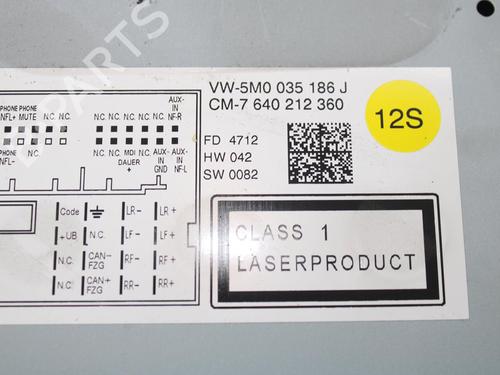 VW-5M0 035 186 J
CM-7 640 212 360
12S
FD 4712
HW 042
SW 0082
PHONE PHONE AUX-
NFL+ MUTE N.C. N.C. IN
N.C. N.C. NF-R
PHONE N.C. N.C. MDI AUX- AUX-
NFL- DAUER IN IN
+ GND NF-L
Code LR- LR+
+UB N.C. LF- LF+
N.C. CAN- RF- RF+
FZG
N.C. CAN+ RR- RR+
FZG
CLASS 1
LASERPRODUCT